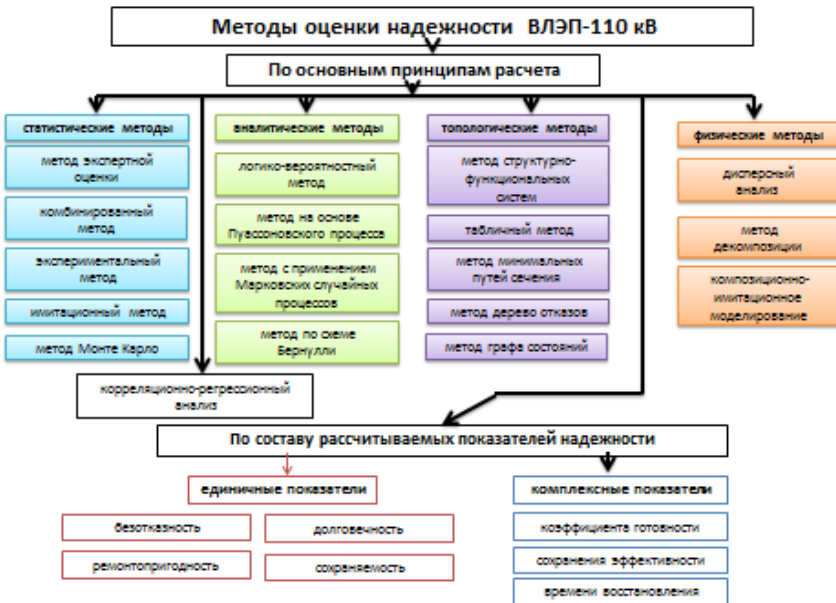 Методы оценки надежности ВЛЭП-110 кВ
По основным принципам расчета
статистические методы
метод экспертной
оценки
комбинированный
метод
экспериментальный
метод
имитационный метод
метод Монте Карло
аналитические методы
логико-вероятностный
метод
метод на основе
Пуассоновского процесса
метод с применением
Марковских случайных
процессов
метод по схеме
Бернулли
топологические методы
метод структурно-
функциональных
систем
табличный метод
метод минимальных
путей сечения
метод дерево отказов
метод графа состояний
физические методы
дисперсный
анализ
метод
декомпозиции
композиционно-
имитационное
моделирование
корреляционно-регрессионный
анализ
По составу рассчитываемых показателей надежности
единичные показатели
безотказность
долговечность
ремонтопригодность
сохраняемость
комплексные показатели
коэффициента готовности
сохранения эффективности
времени восстановления